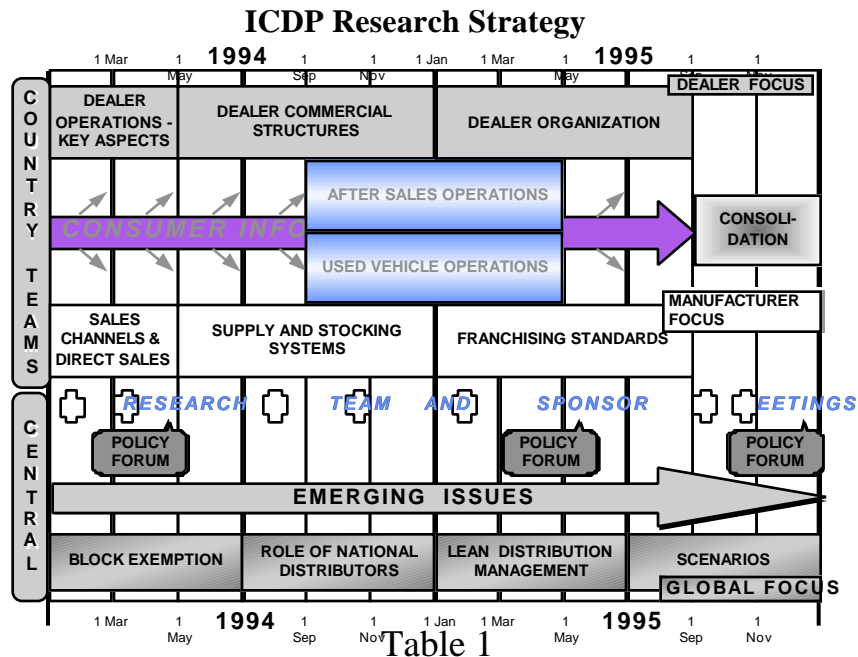 ICDP Research Strategy
1 Mar 1 May 1994 1 Sep 1 Nov 1 Jan 1 Mar 1 May 1995 1 Sep 1 Nov
COUNTRY TEAMS
DEALER FOCUS
DEALER
OPERATIONS -
KEY ASPECTS
DEALER COMMERCIAL
STRUCTURES
DEALER ORGANIZATION
AFTER SALES OPERATIONS
CONSUMER INFO
USED VEHICLE OPERATIONS
CONSOLI-
DATION
MANUFACTURER
FOCUS
SALES
CHANNELS &
DIRECT SALES
SUPPLY AND STOCKING
SYSTEMS
FRANCHISING STANDARDS
CENTRAL
RESEARCH TEAM AND SPONSOR EETINGS
POLICY
FORUM
POLICY
FORUM
POLICY
FORUM
EMERGING ISSUES
BLOCK EXEMPTION
ROLE OF NATIONAL
DISTRIBUTORS
LEAN DISTRIBUTION
MANAGEMENT
SCENARIOS
GLOBAL FOCUS
1 Mar 1 May 1994 1 Sep 1 Nov 1 Jan 1 Mar 1 May 1995 1 Sep 1 Nov
Table 1